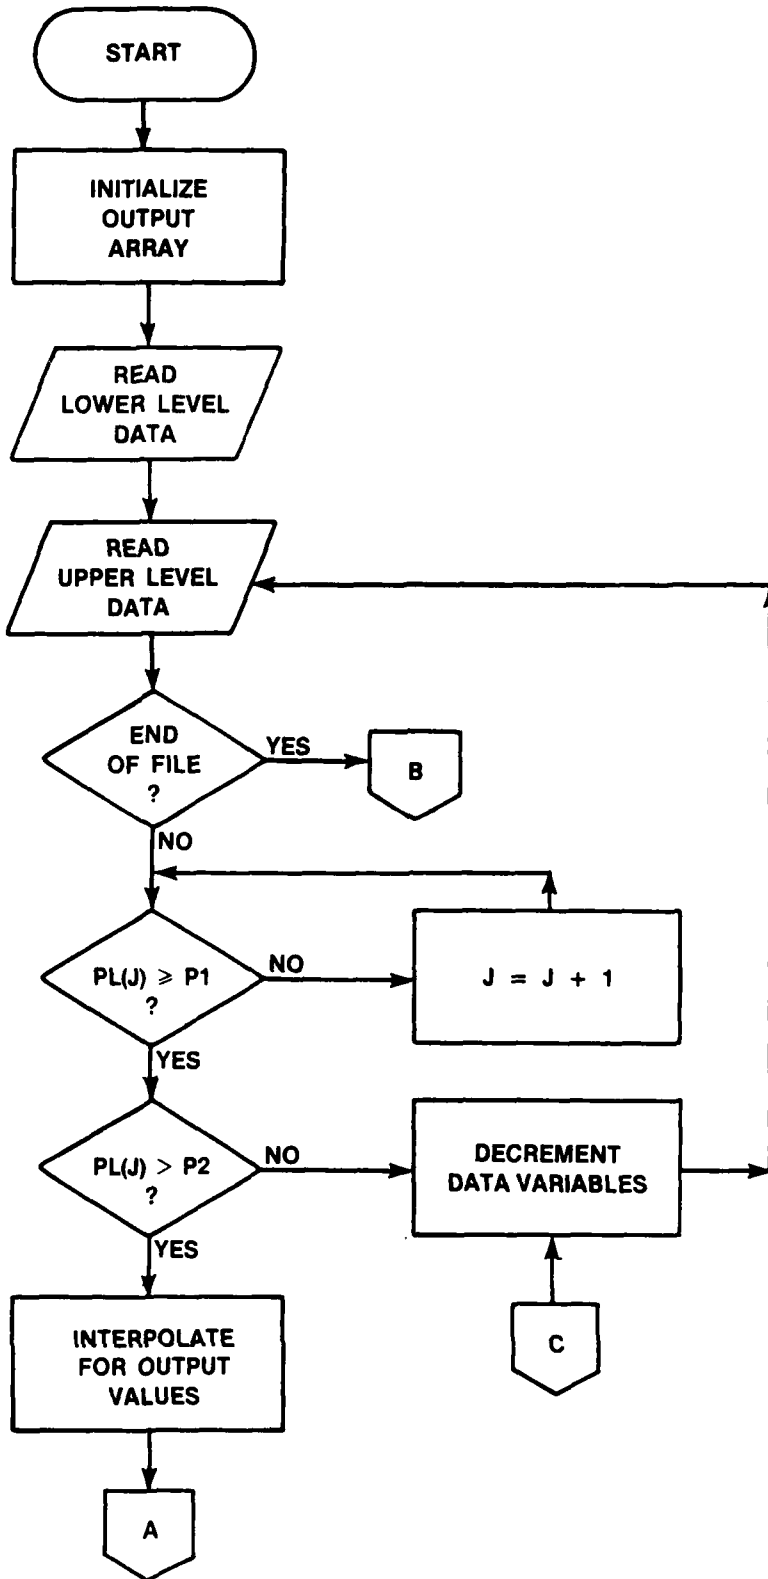 START
INITIALIZE
OUTPUT
ARRAY
READ
LOWER LEVEL
DATA
READ
UPPER LEVEL
DATA
END
OF FILE
?
YES
B
NO
PL(J) ⩾ P1
?
NO
J = J + 1
YES
PL(J) > P2
?
NO
DECREMENT
DATA VARIABLES
YES
INTERPOLATE
FOR OUTPUT
VALUES
C
A